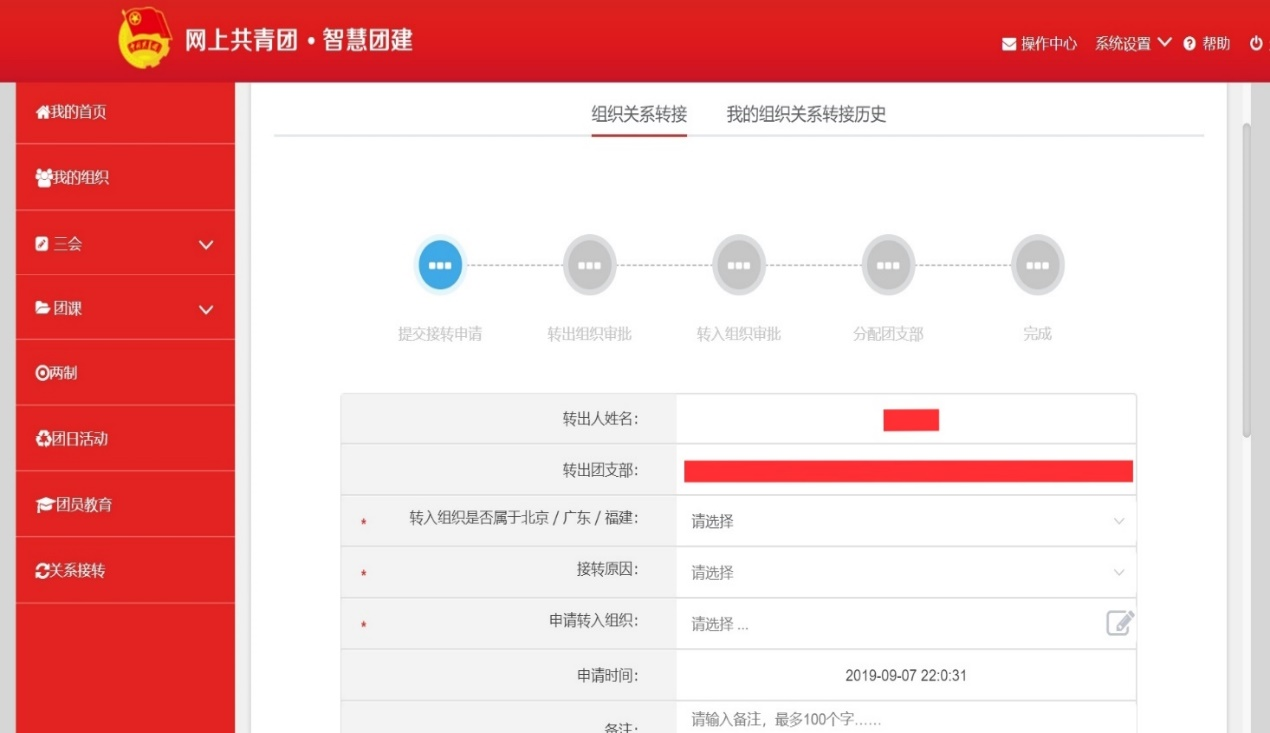 网上共青团·智慧团建
操作中心 系统设置 帮助
我的首页
我的组织
三会
团课
两制
团日活动
团员教育
关系接转
组织关系转接 我的组织关系转接历史
提交接转申请 转出组织审批 转入组织审批 分配团支部 完成
转出人姓名：
转出团支部：
* 转入组织是否属于北京 / 广东 / 福建： 请选择
* 接转原因： 请选择
* 申请转入组织： 请选择 ...
申请时间： 2019-09-07 22:0:31
备注： 请输入备注，最多100个字……